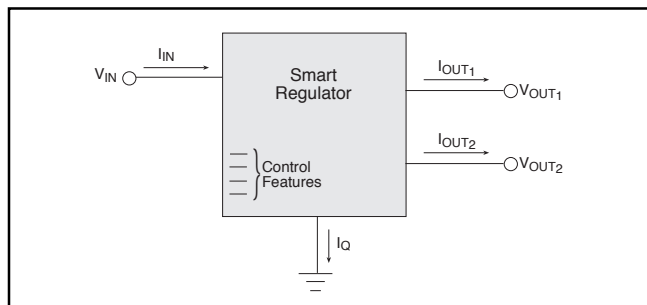 I_IN
V_IN
Smart
Regulator
I_OUT1
V_OUT1
I_OUT2
V_OUT2
Control
Features
I_Q